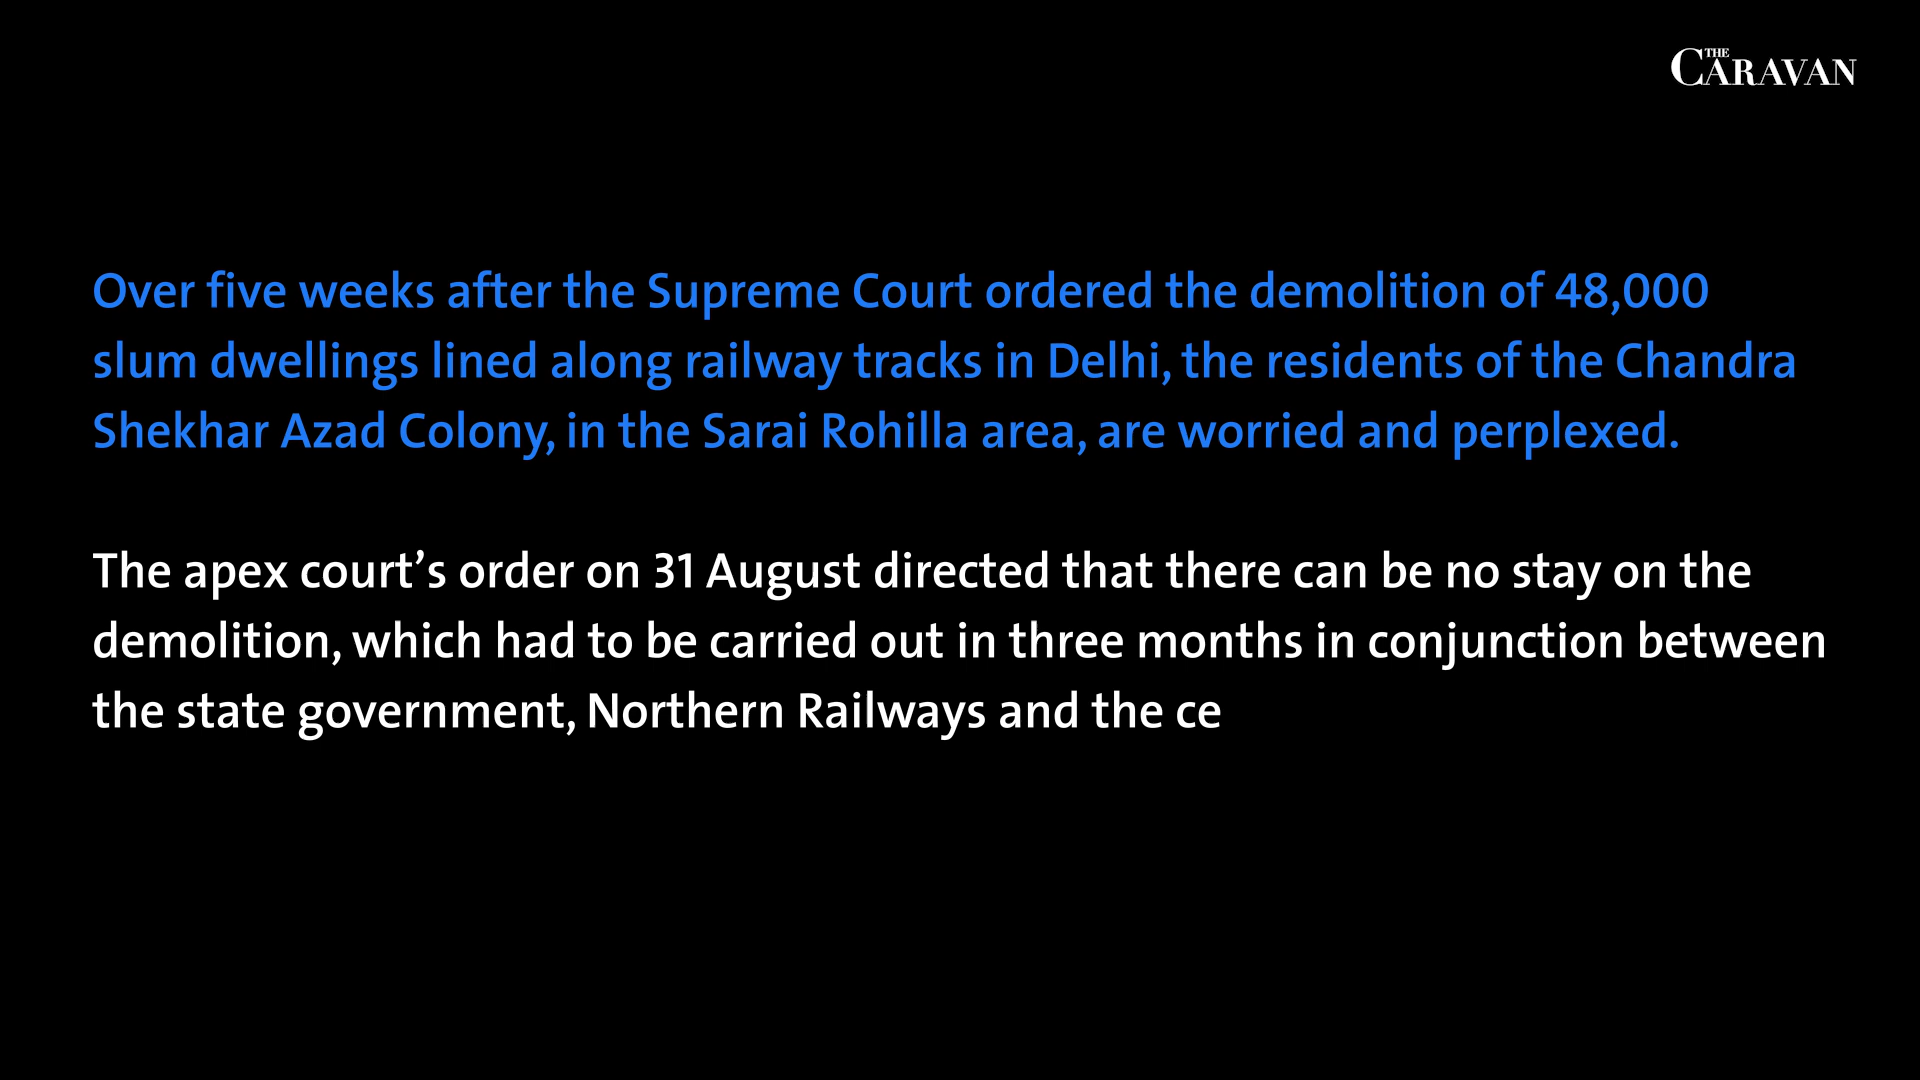 THE CARAVAN
Over five weeks after the Supreme Court ordered the demolition of 48,000
slum dwellings lined along railway tracks in Delhi, the residents of the Chandra
Shekhar Azad Colony, in the Sarai Rohilla area, are worried and perplexed.
The apex court’s order on 31 August directed that there can be no stay on the
demolition, which had to be carried out in three months in conjunction between
the state government, Northern Railways and the ce